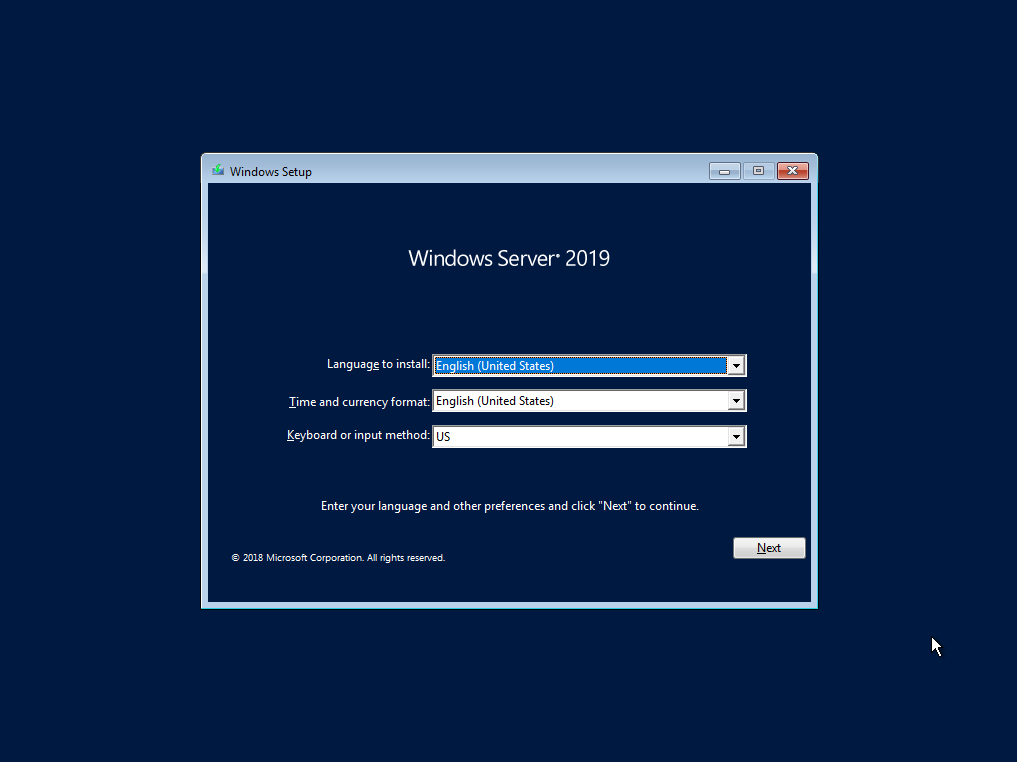 Windows Setup
Windows Server® 2019
Language to install: English (United States)
Time and currency format: English (United States)
Keyboard or input method: US
Enter your language and other preferences and click "Next" to continue.
Next
© 2018 Microsoft Corporation. All rights reserved.